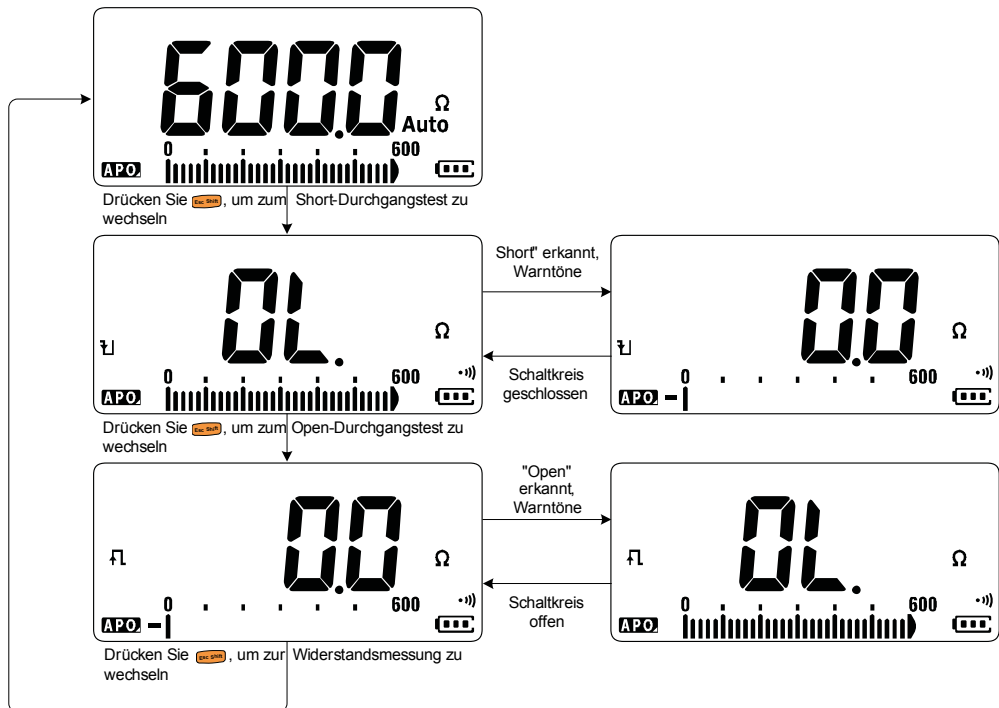 6000.0
Ω
Auto
0 600
APO
Drücken Sie Esc Shift, um zum Short-Durchgangstest zu
wechseln
OL.
Ω
0 600
APO
Short" erkannt,
Warntöne
Schaltkreis
geschlossen
0.0
Ω
0 600
APO
Drücken Sie Esc Shift, um zum Open-Durchgangstest zu
wechseln
0.0
Ω
0 600
APO
"Open"
erkannt,
Warntöne
Schaltkreis
offen
OL.
Ω
0 600
APO
Drücken Sie Esc Shift, um zur Widerstandsmessung zu
wechseln